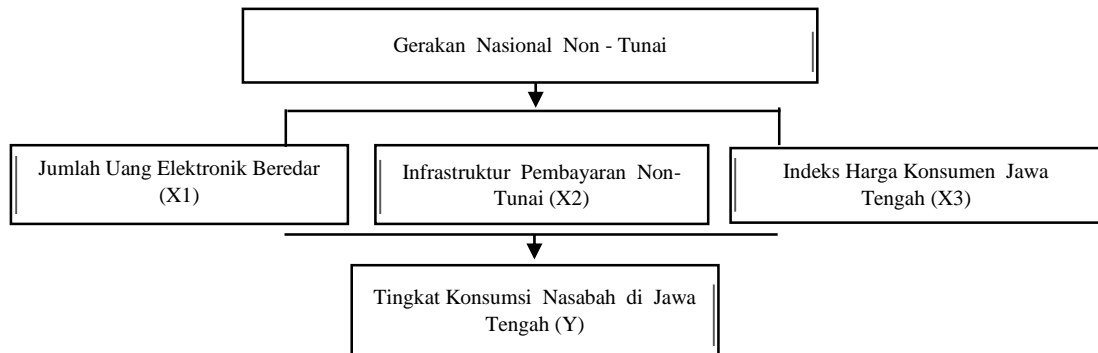 Gerakan Nasional Non - Tunai
Jumlah Uang Elektronik Beredar
(X1)
Infrastruktur Pembayaran Non-
Tunai (X2)
Indeks Harga Konsumen Jawa
Tengah (X3)
Tingkat Konsumsi Nasabah di Jawa
Tengah (Y)